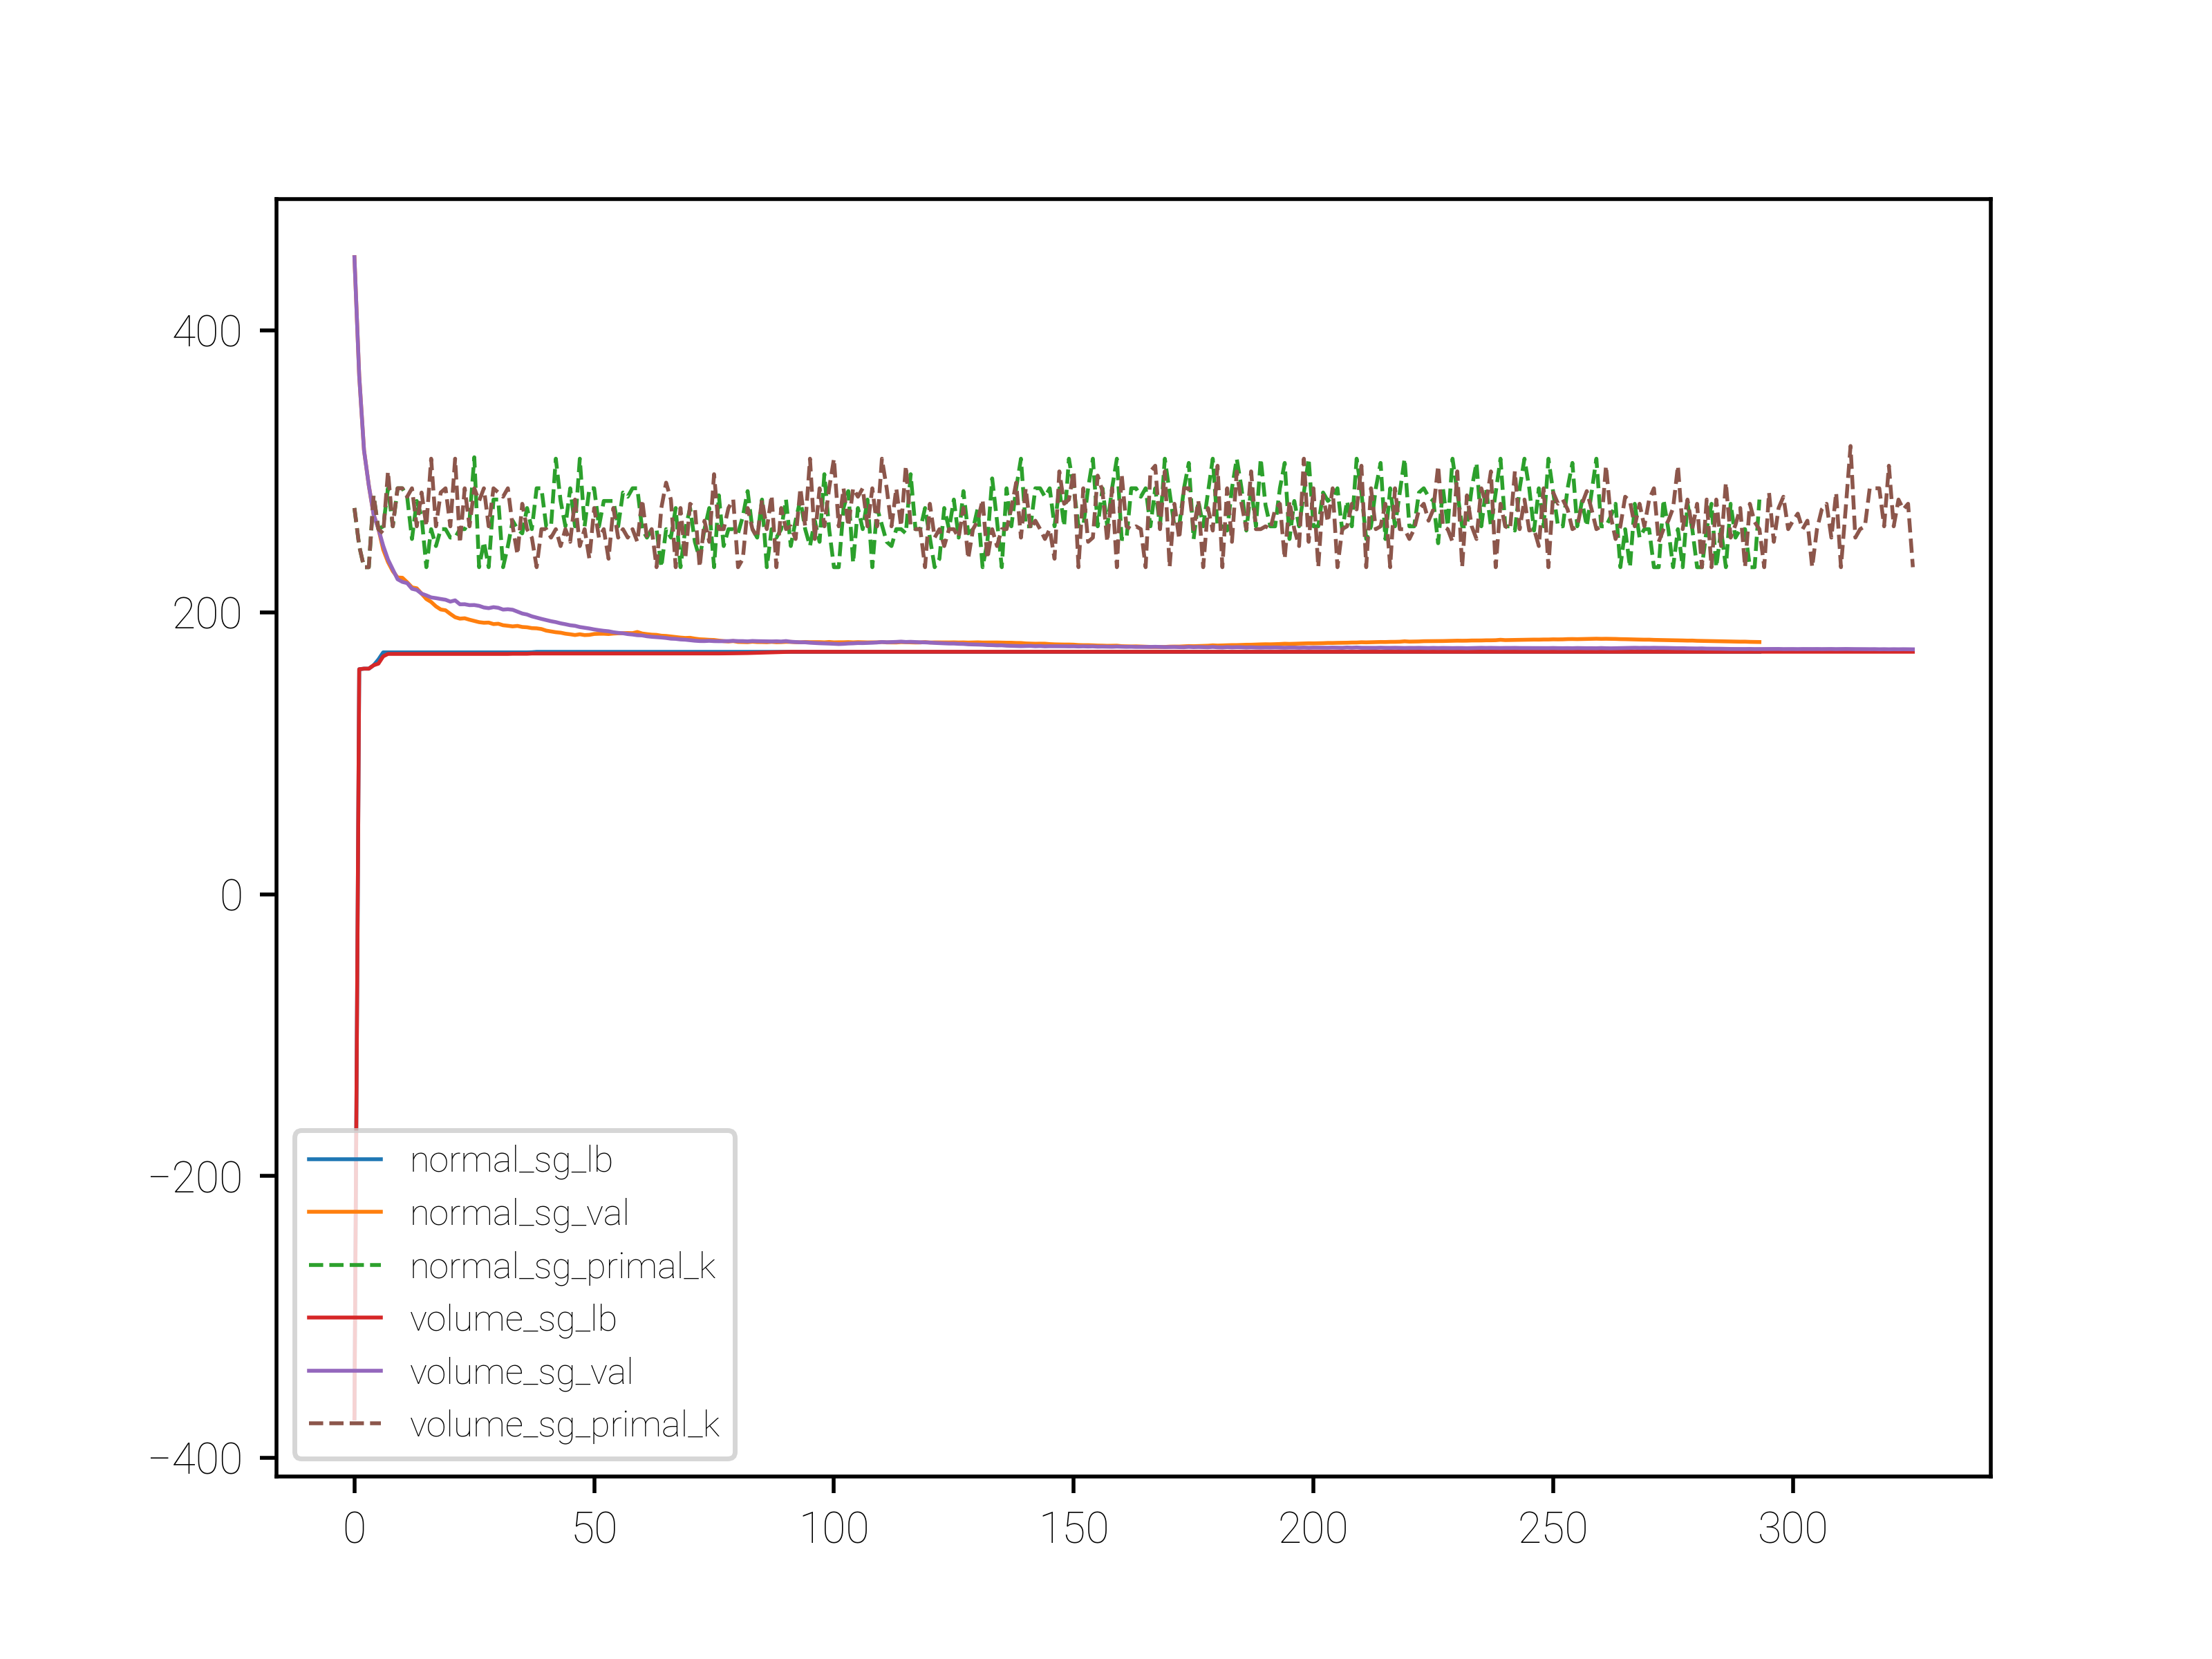 400
200
0
−200
−400
normal_sg_lb
normal_sg_val
normal_sg_primal_k
volume_sg_lb
volume_sg_val
volume_sg_primal_k
0 50 100 150 200 250 300